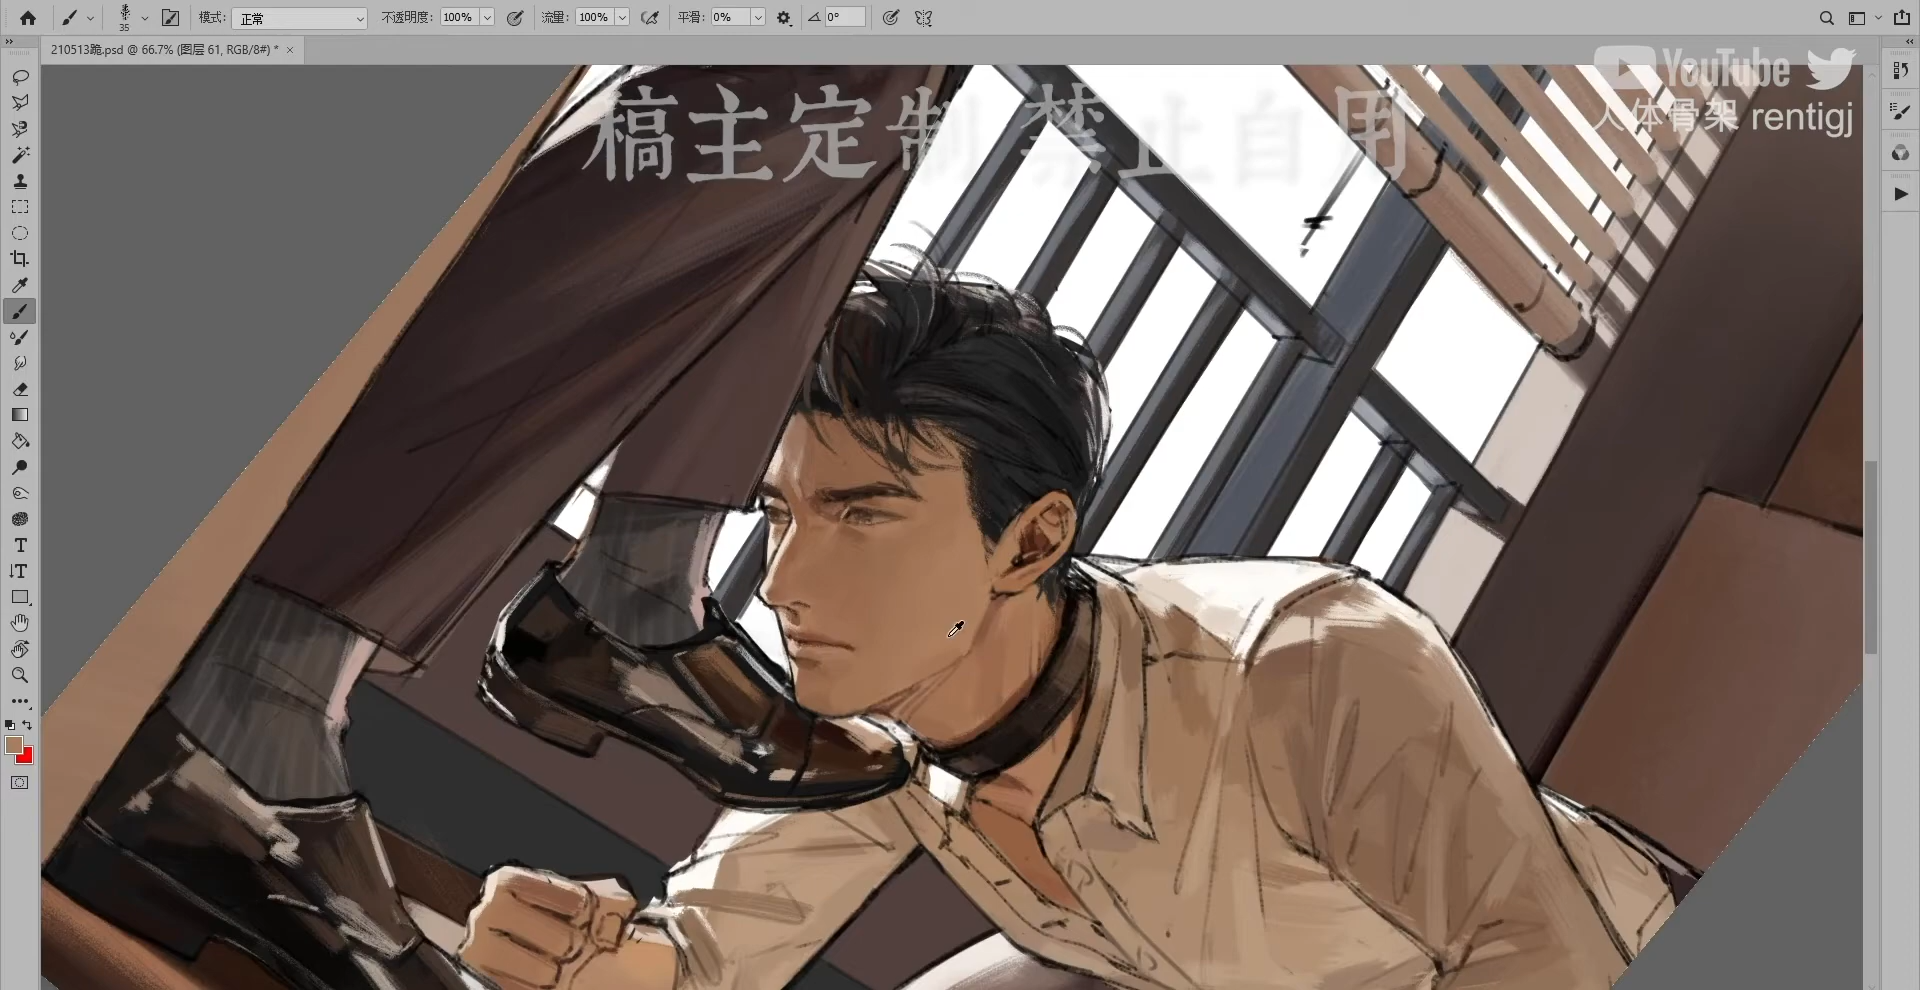 35
模式: 正常
不透明度: 100%
流量: 100%
平滑: 0%
0°
210513跪.psd @ 66.7% (图层 61, RGB/8#) *
YouTube
人体骨架 rentigj
稿主定制 禁止自用